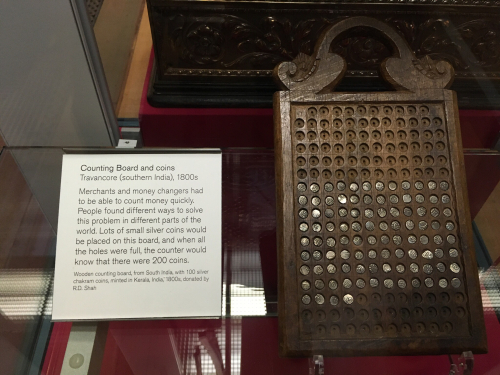 Counting Board and coins
Travancore (southern India), 1800s
Merchants and money changers had
to be able to count money quickly.
People found different ways to solve
this problem in different parts of the
world. Lots of small silver coins would
be placed on this board, and when all
the holes were full, the counter would
know that there were 200 coins.
Wooden counting board, from South India, with 100 silver
chakram coins, minted in Kerala, India, 1800s, donated by
R.D. Shah